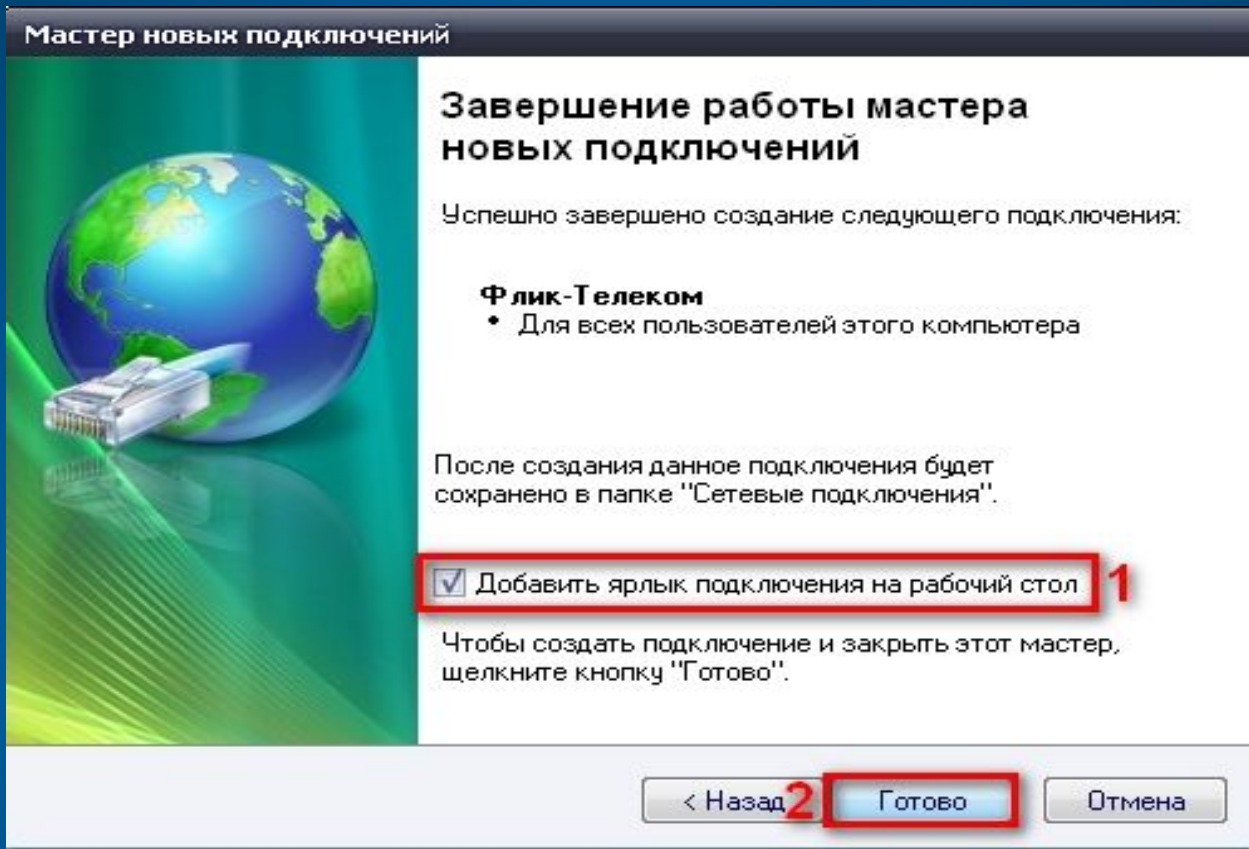 Мастер новых подключений
Завершение работы мастера
новых подключений
Успешно завершено создание следующего подключения:
Флик-Телеком
• Для всех пользователей этого компьютера
После создания данное подключения будет
сохранено в папке "Сетевые подключения".
Добавить ярлык подключения на рабочий стол 1
Чтобы создать подключение и закрыть этот мастер,
щелкните кнопку "Готово".
< Назад 2 Готово Отмена